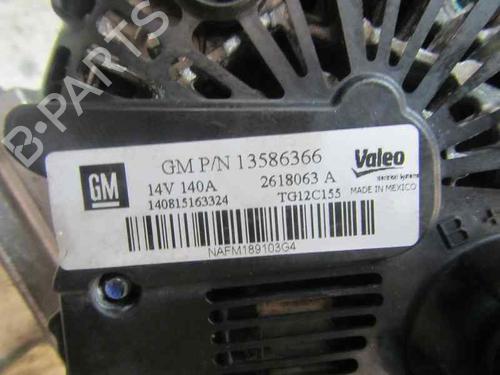 B-PARTS
GM
GM P/N 13586366
14V 140A
2618063 A
140815163324
TG12C155
Valeo
MADE IN MEXICO
NAFM189103G4
B+